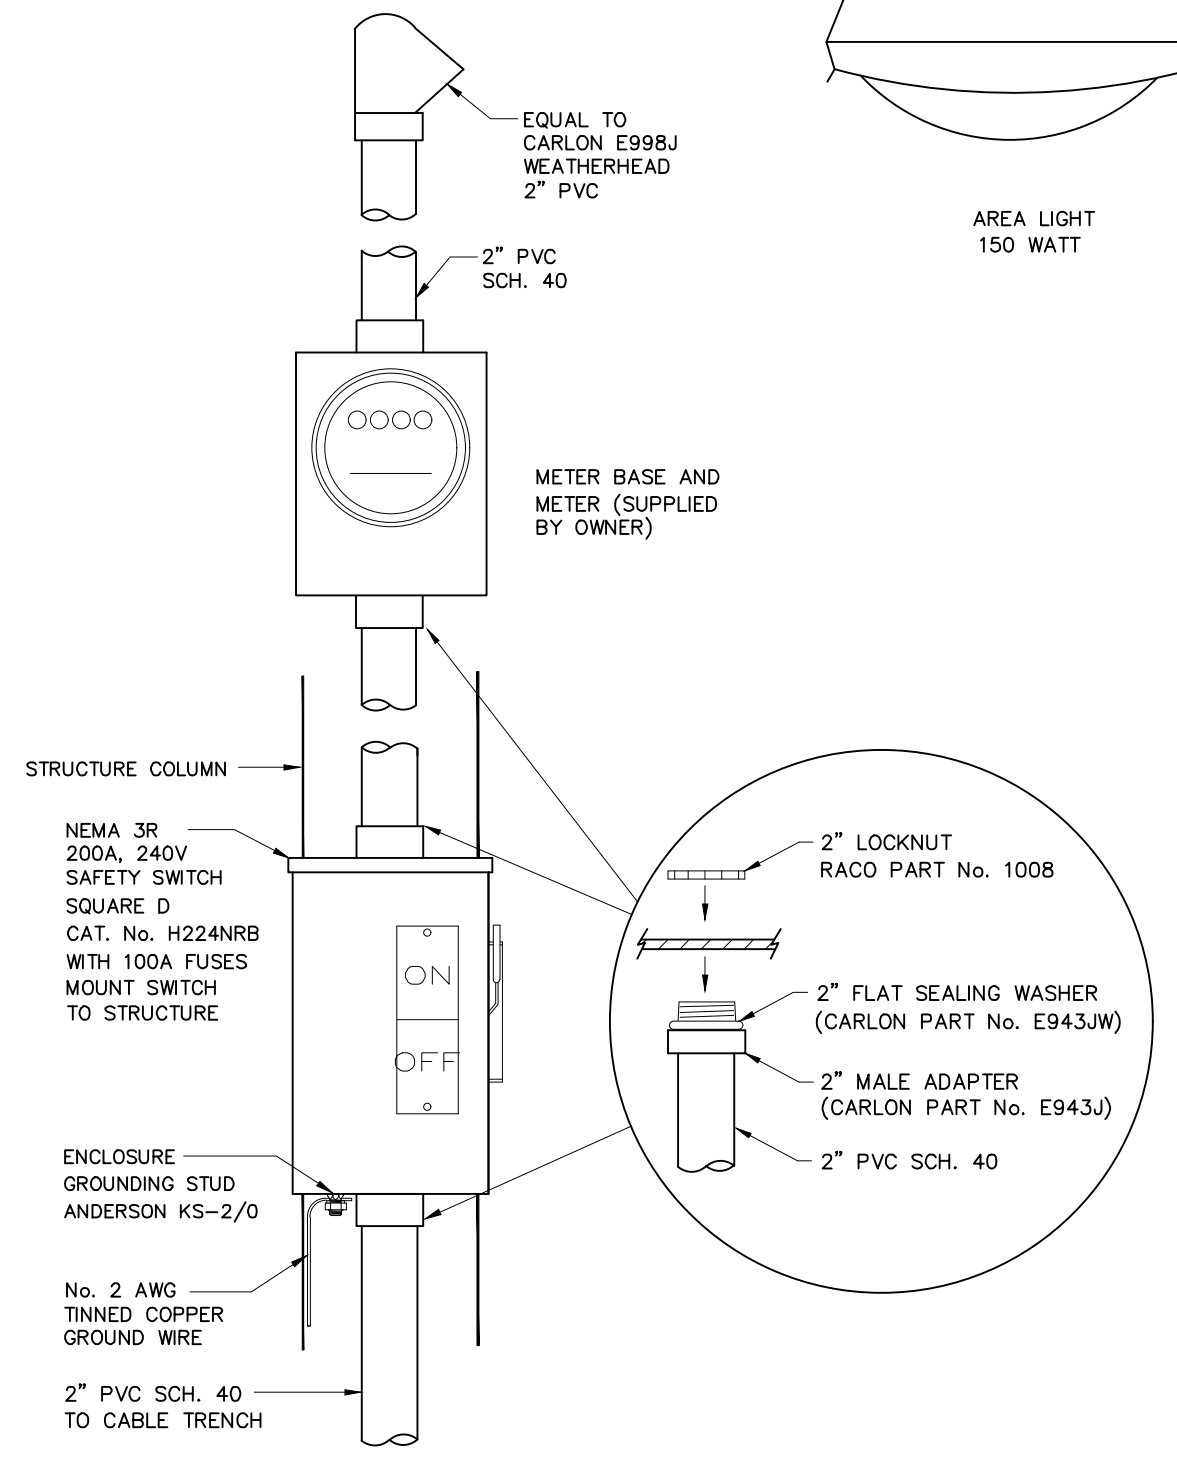 EQUAL TO
CARLON E998J
WEATHERHEAD
2" PVC
AREA LIGHT
150 WATT
2" PVC
SCH. 40
METER BASE AND
METER (SUPPLIED
BY OWNER)
STRUCTURE COLUMN
NEMA 3R
200A, 240V
SAFETY SWITCH
SQUARE D
CAT. No. H224NRB
WITH 100A FUSES
MOUNT SWITCH
TO STRUCTURE
ON
OFF
2" LOCKNUT
RACO PART No. 1008
2" FLAT SEALING WASHER
(CARLON PART No. E943JW)
2" MALE ADAPTER
(CARLON PART No. E943J)
2" PVC SCH. 40
ENCLOSURE
GROUNDING STUD
ANDERSON KS-2/0
No. 2 AWG
TINNED COPPER
GROUND WIRE
2" PVC SCH. 40
TO CABLE TRENCH